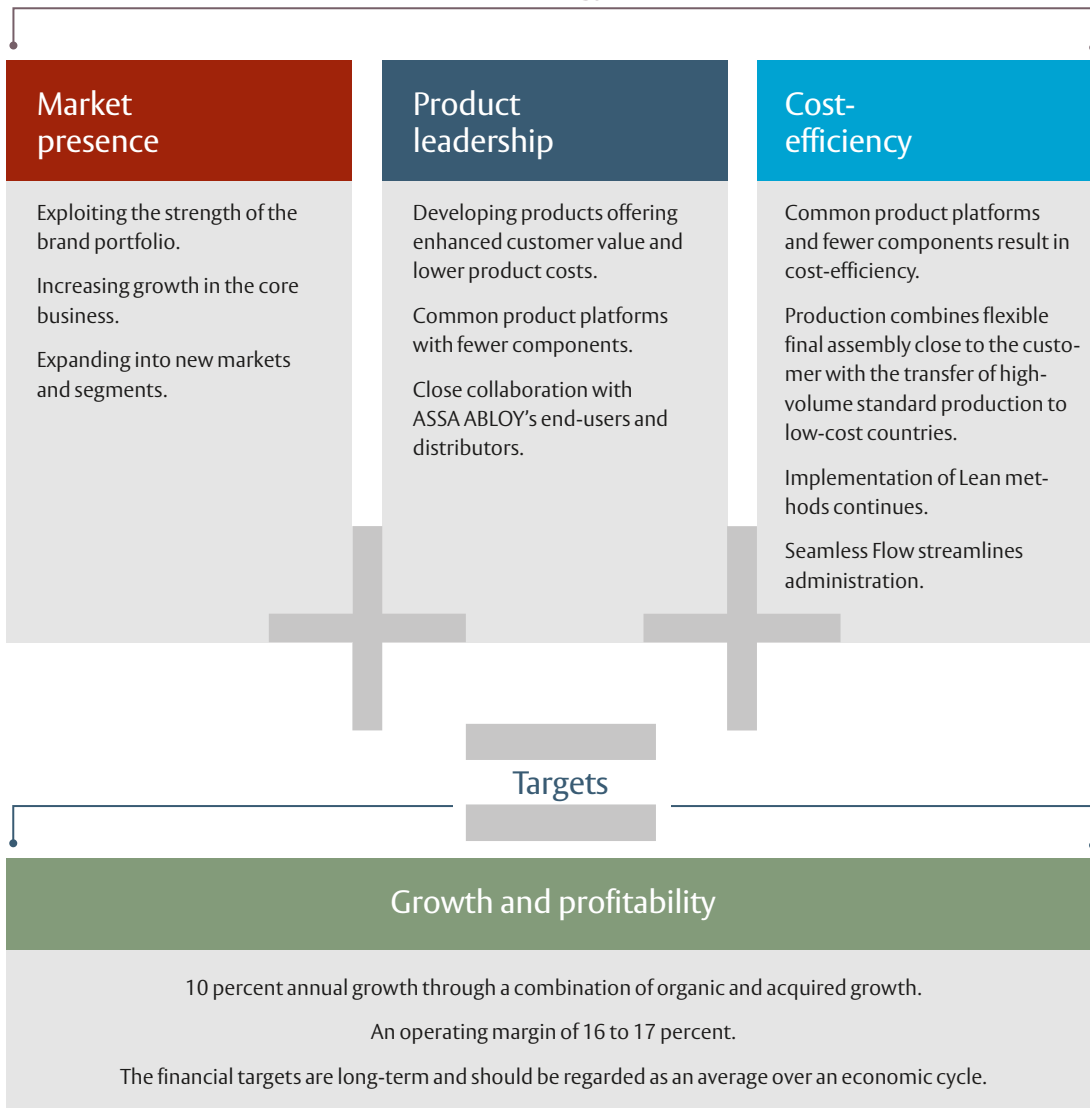 Market
presence
Exploiting the strength of the
brand portfolio.
Increasing growth in the core
business.
Expanding into new markets
and segments.
Product
leadership
Developing products offering
enhanced customer value and
lower product costs.
Common product platforms
with fewer components.
Close collaboration with
ASSA ABLOY’s end-users and
distributors.
Cost-
efficiency
Common product platforms
and fewer components result in
cost-efficiency.
Production combines flexible
final assembly close to the custo-
mer with the transfer of high-
volume standard production to
low-cost countries.
Implementation of Lean met-
hods continues.
Seamless Flow streamlines
administration.
Targets
Growth and profitability
10 percent annual growth through a combination of organic and acquired growth.
An operating margin of 16 to 17 percent.
The financial targets are long-term and should be regarded as an average over an economic cycle.